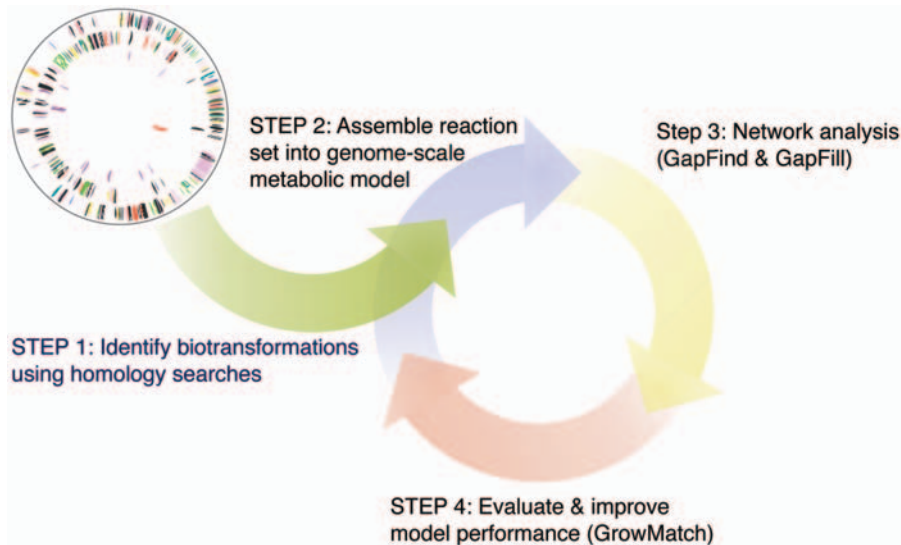 STEP 2: Assemble reaction
set into genome-scale
metabolic model
Step 3: Network analysis
(GapFind & GapFill)
STEP 1: Identify biotransformations
using homology searches
STEP 4: Evaluate & improve
model performance (GrowMatch)